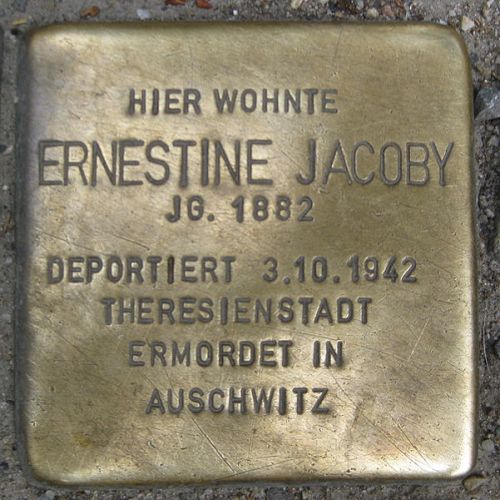 HIER WOHNTE
ERNESTINE JACOBY
JG. 1882
DEPORTIERT 3.10.1942
THERESIENSTADT
ERMORDET IN
AUSCHWITZ